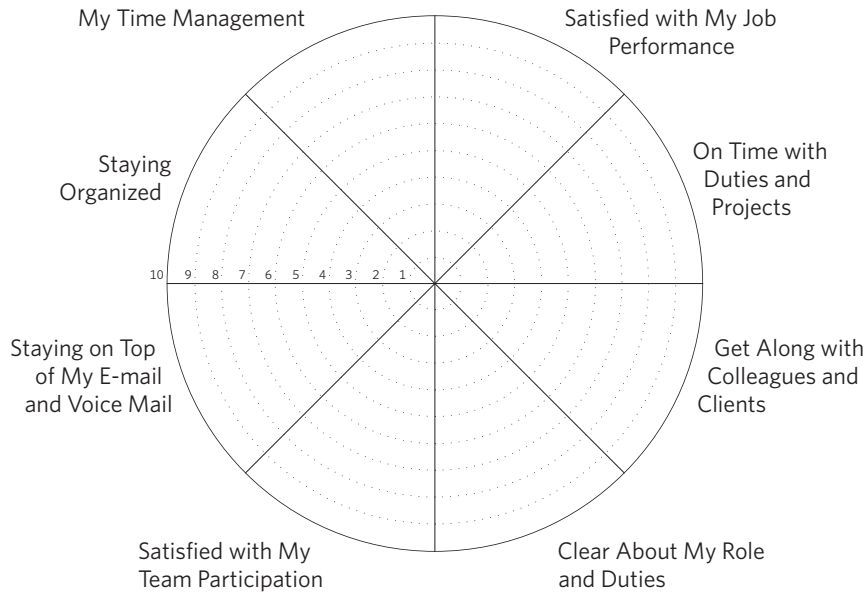 My Time Management
Satisfied with My Job
Performance
Staying
Organized
On Time with
Duties and
Projects
10 9 8 7 6 5 4 3 2 1
Staying on Top
of My E-mail
and Voice Mail
Get Along with
Colleagues and
Clients
Satisfied with My
Team Participation
Clear About My Role
and Duties